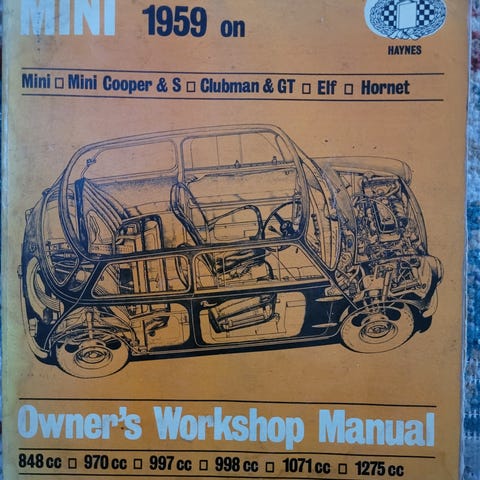 MINI 1959 on
HAYNES
Mini □ Mini Cooper & S □ Clubman & GT □ Elf □ Hornet
Owner's Workshop Manual
848 cc □ 970 cc □ 997 cc □ 998 cc □ 1071 cc □ 1275 cc